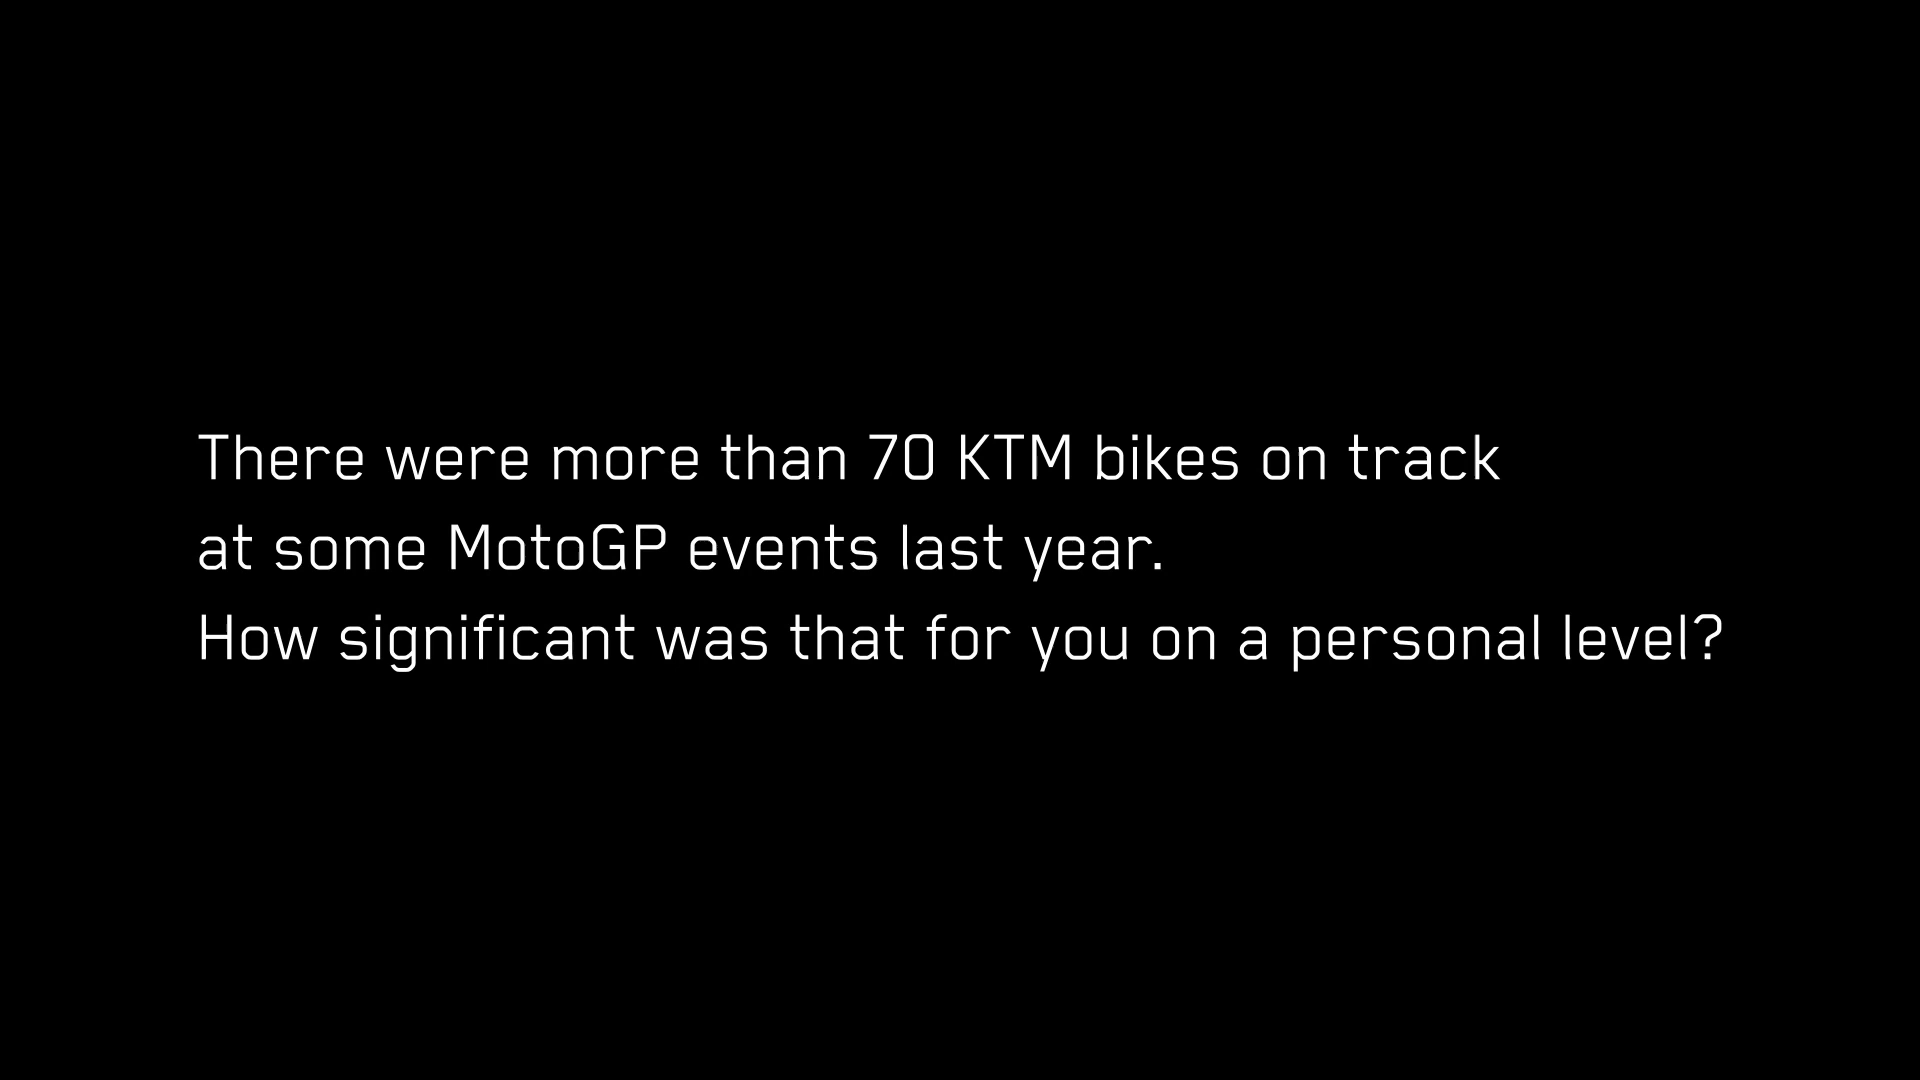 There were more than 70 KTM bikes on track
at some MotoGP events last year.
How significant was that for you on a personal level?